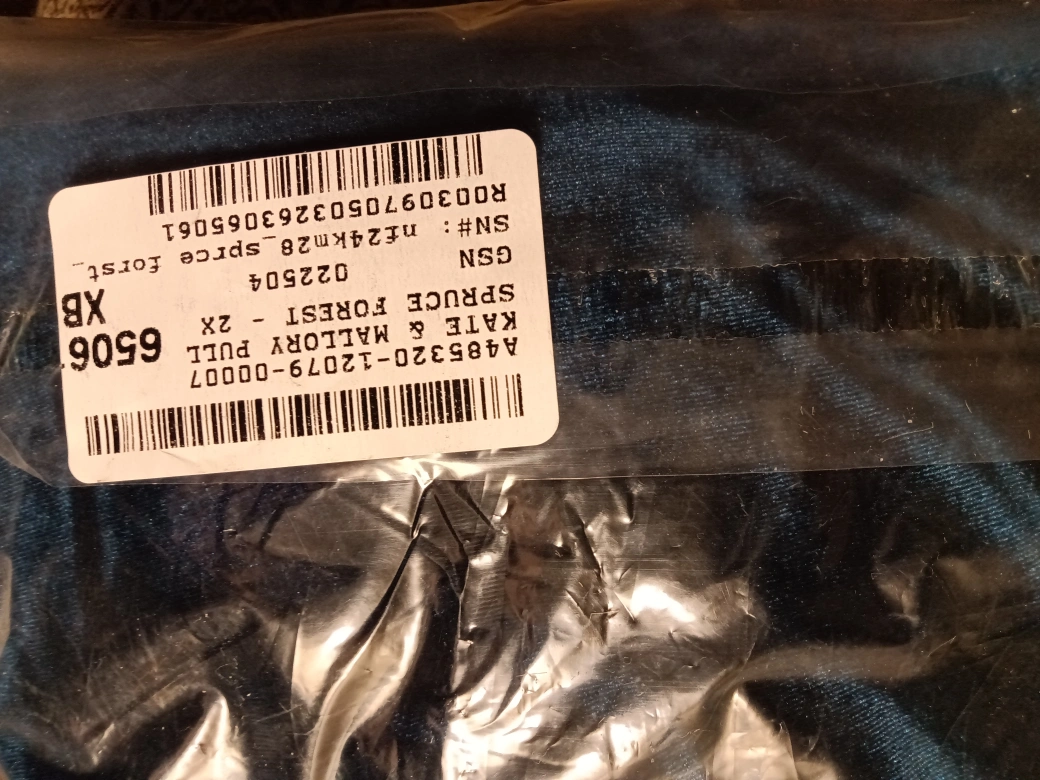 A485320-12079-00007
KATE & MALLORY PULL
SPRUCE FOREST - 2X
6506
XB
022504
GSN
SN#: nf24km28_sprce forst_
R0030970503263065061